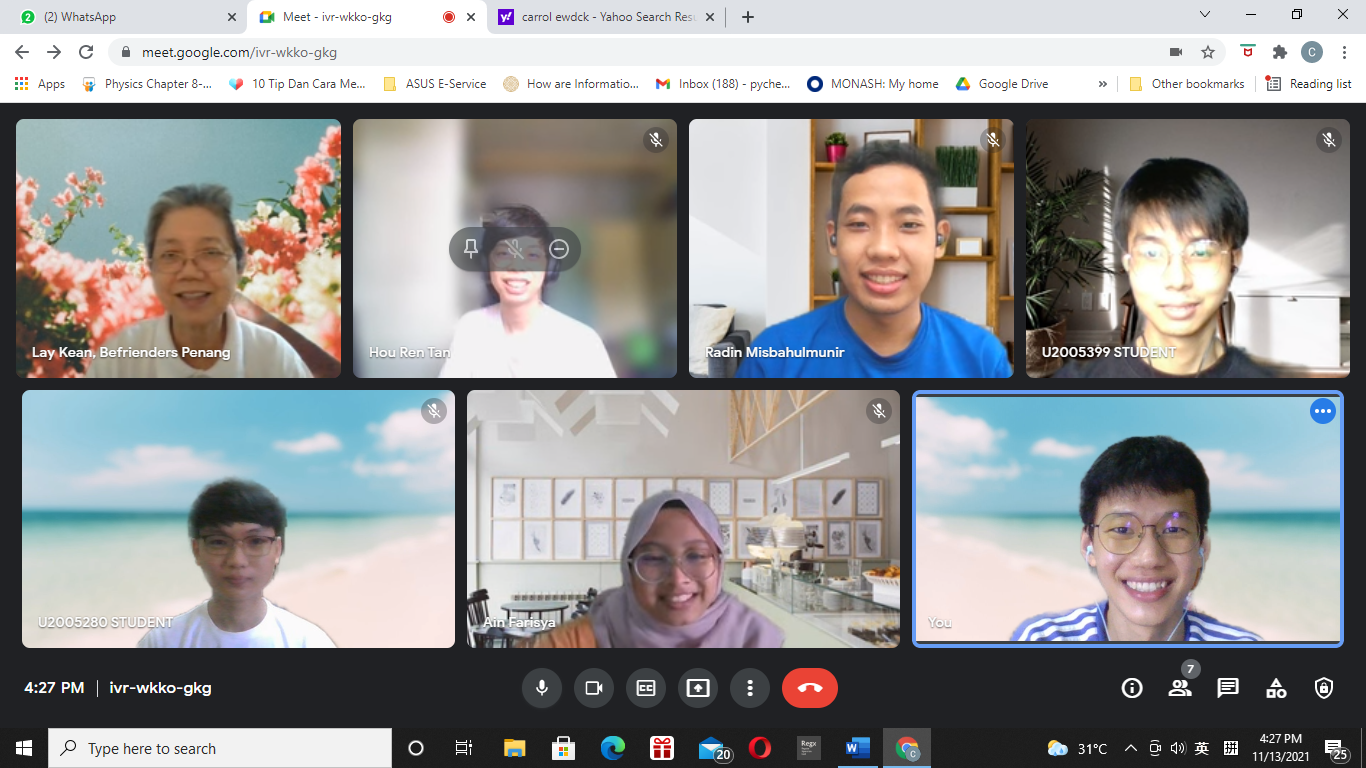 2
(2) WhatsApp
Meet - ivr-wkko-gkg
carrol ewdck - Yahoo Search Resu
meet.google.com/ivr-wkko-gkg
C
Apps
Physics Chapter 8-...
10 Tip Dan Cara Me...
ASUS E-Service
How are Informatio...
Inbox (188) - pyche...
MONASH: My home
Google Drive
»
Other bookmarks
Reading list
Lay Kean, Befrienders Penang
Hou Ren Tan
Radin Misbahulmunir
U2005399 STUDENT
U2005280 STUDENT
Ain Farisya
You
4:27 PM | ivr-wkko-gkg
CC
7
Type here to search
20
Regx
W
C
31°C
英
拼
4:27 PM
11/13/2021
25